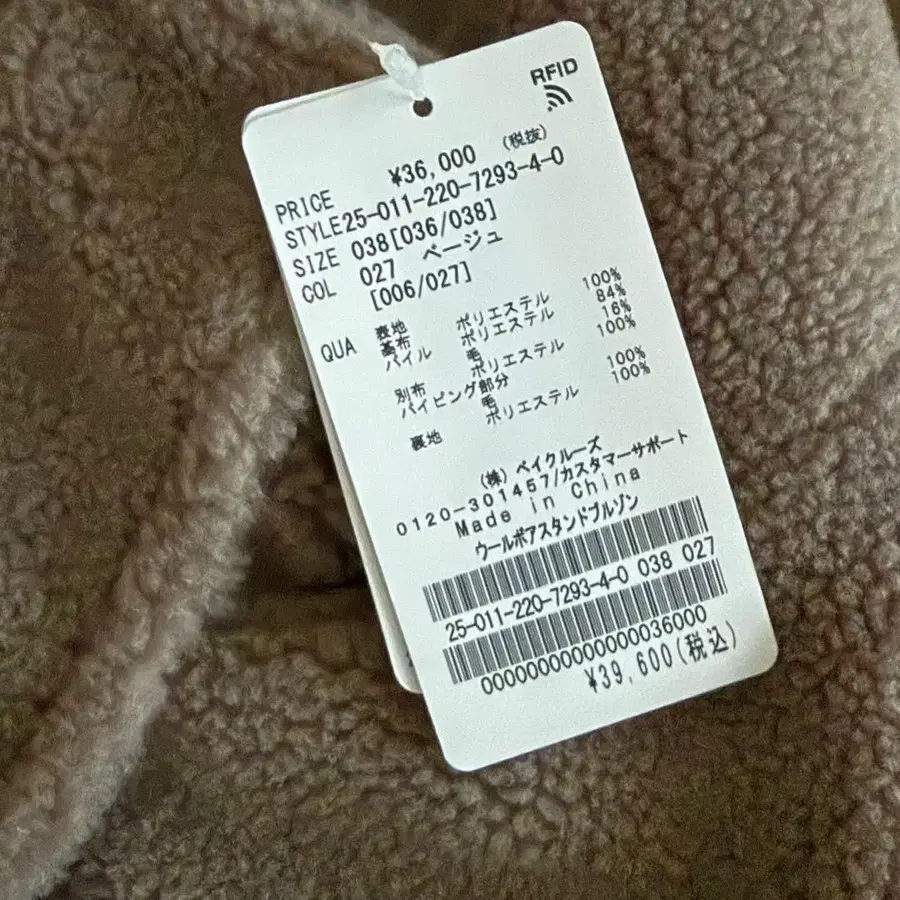 RFID
PRICE ¥36,000 (税抜)
STYLE25-011-220-7293-4-0
SIZE 038[036/038]
COL 027 ベージュ
[006/027]
QUA 表地
基布 ポリエステル 100%
パイル ポリエステル 84%
毛 16%
別布 ポリエステル 100%
パイピング部分
毛 100%
裏地 ポリエステル 100%
(株) ベイクルーズ
0120-301457/カスタマーサポート
Made in China
ウールボアスタンドブルゾン
25-011-220-7293-4-0 038 027
0000000000000000036000
¥39,600(税込)